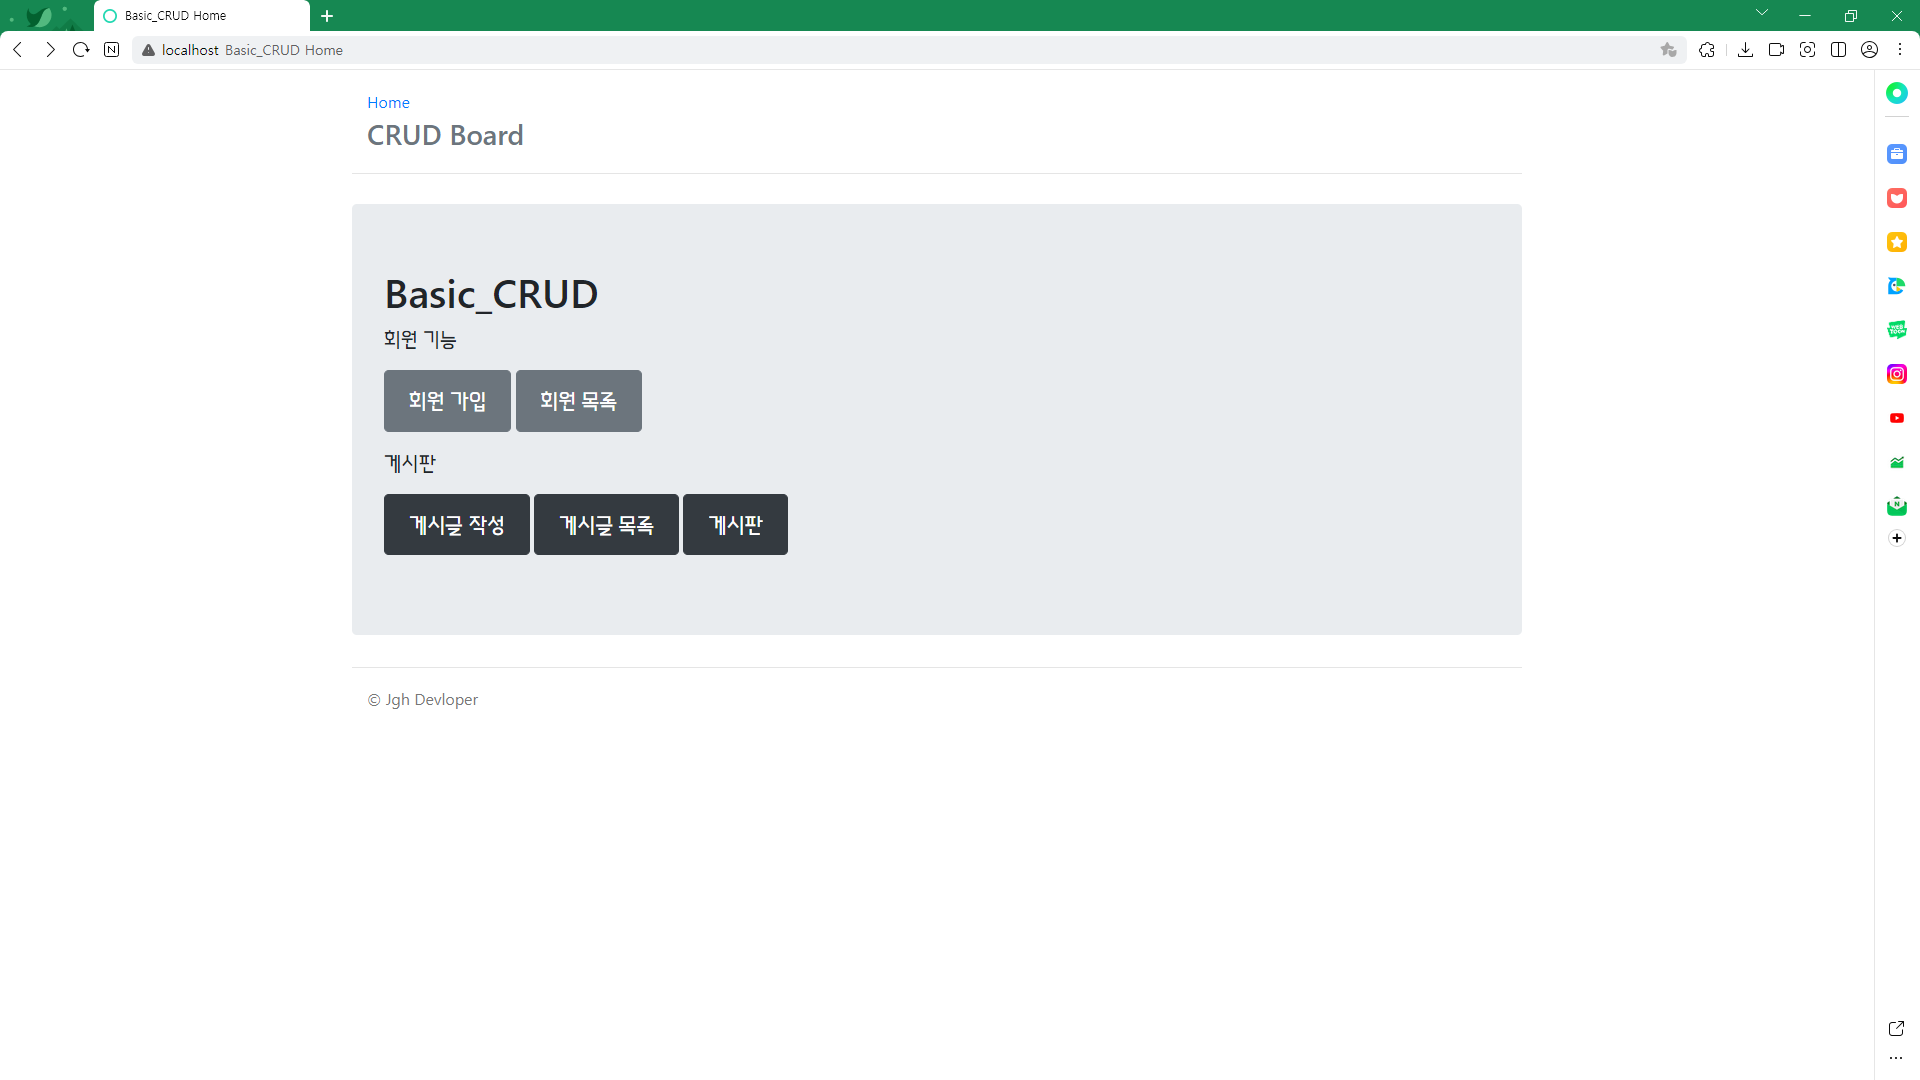 Basic_CRUD Home
N
localhost Basic_CRUD Home
Home
CRUD Board
Basic_CRUD
회원 기능
회원 가입 회원 목록
게시판
게시글 작성 게시글 목록 게시판
© Jgh Devloper
WEB
TOON
N